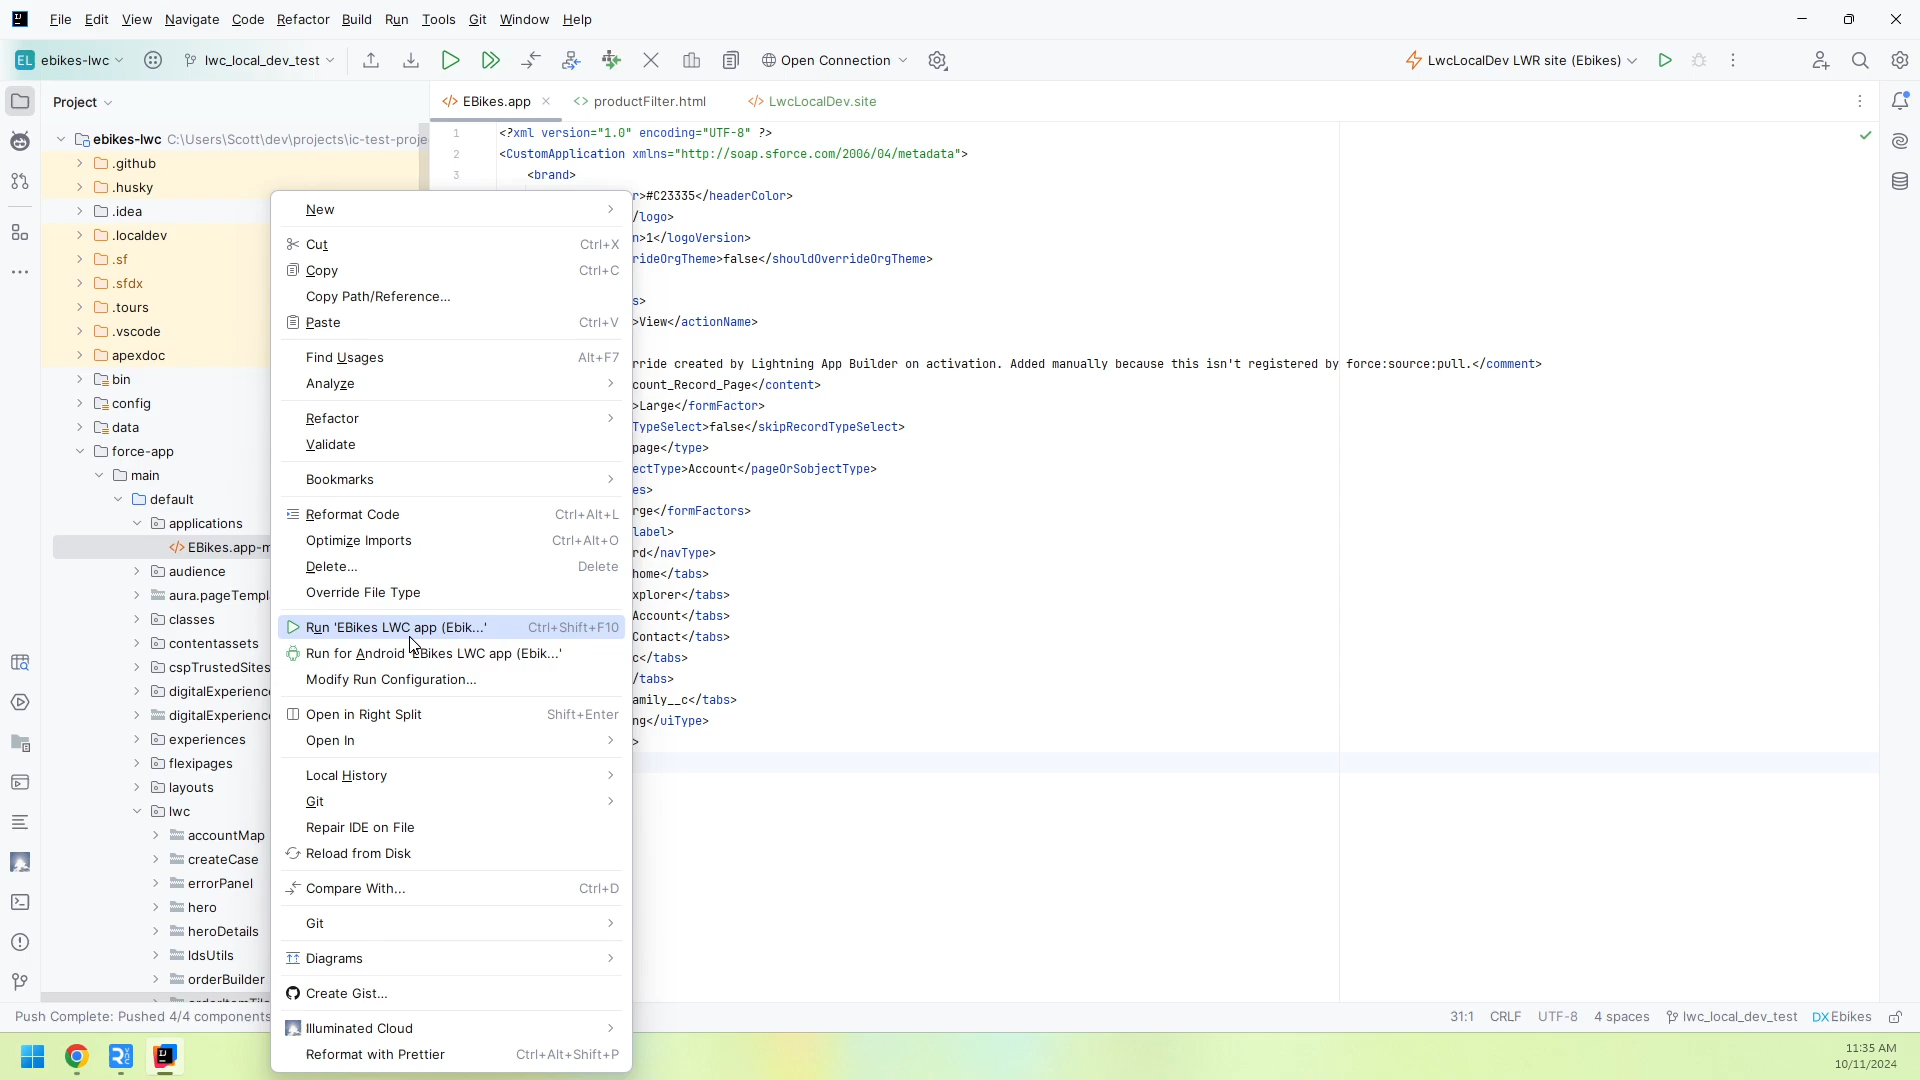 File Edit View Navigate Code Refactor Build Run Tools Git Window Help
EL ebikes-lwc lwc_local_dev_test Open Connection LwcLocalDev LWR site (Ebikes)
Project
EBikes.app productFilter.html LwcLocalDev.site
ebikes-lwc C:\Users\Scott\dev\projects\ic-test-proje
.github
.husky
.idea
.localdev
.sf
.sfdx
.tours
.vscode
apexdoc
bin
config
data
force-app
main
default
applications
EBikes.app-m
audience
aura.pageTempl
classes
contentassets
cspTrustedSites
digitalExperienc
digitalExperienc
experiences
flexipages
layouts
lwc
accountMap
createCase
errorPanel
hero
heroDetails
ldsUtils
orderBuilder
New
Cut Ctrl+X
Copy Ctrl+C
Copy Path/Reference...
Paste Ctrl+V
Find Usages Alt+F7
Analyze
Refactor
Validate
Bookmarks
Reformat Code Ctrl+Alt+L
Optimize Imports Ctrl+Alt+O
Delete... Delete
Override File Type
Run 'EBikes LWC app (Ebik...' Ctrl+Shift+F10
Run for Android 'EBikes LWC app (Ebik...'
Modify Run Configuration...
Open in Right Split Shift+Enter
Open In
Local History
Git
Repair IDE on File
Reload from Disk
Compare With... Ctrl+D
Git
Diagrams
Create Gist...
Illuminated Cloud
Reformat with Prettier Ctrl+Alt+Shift+P
1 <?xml version="1.0" encoding="UTF-8" ?>
2 <CustomApplication xmlns="http://soap.sforce.com/2006/04/metadata">
3 <brand>
r>#C23335</headerColor>
/logo>
n>1</logoVersion>
rideOrgTheme>false</shouldOverrideOrgTheme>
s>
>View</actionName>
rride created by Lightning App Builder on activation. Added manually because this isn't registered by force:source:pull.</comment>
count_Record_Page</content>
>Large</formFactor>
TypeSelect>false</skipRecordTypeSelect>
page</type>
ectType>Account</pageOrSobjectType>
es>
rge</formFactors>
label>
rd</navType>
home</tabs>
xplorer</tabs>
Account</tabs>
Contact</tabs>
c</tabs>
/tabs>
amily__c</tabs>
ng</uiType>
>
Push Complete: Pushed 4/4 components
31:1 CRLF UTF-8 4 spaces lwc_local_dev_test DX Ebikes
11:35 AM
10/11/2024